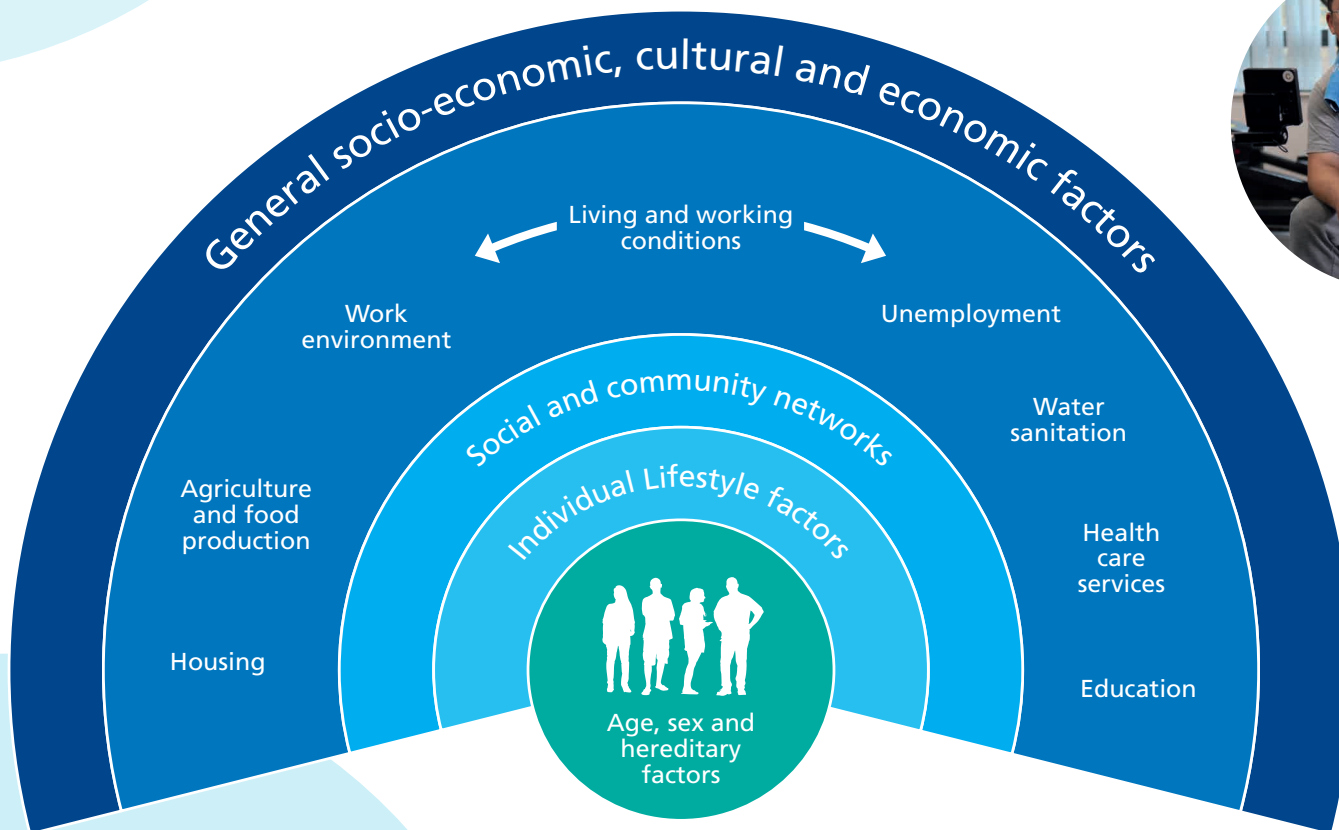 General socio-economic, cultural and economic factors
Living and working
conditions
Work
environment
Unemployment
Social and community networks
Water
sanitation
Individual Lifestyle factors
Agriculture
and food
production
Health
care
services
Housing
Education
Age, sex and
hereditary
factors